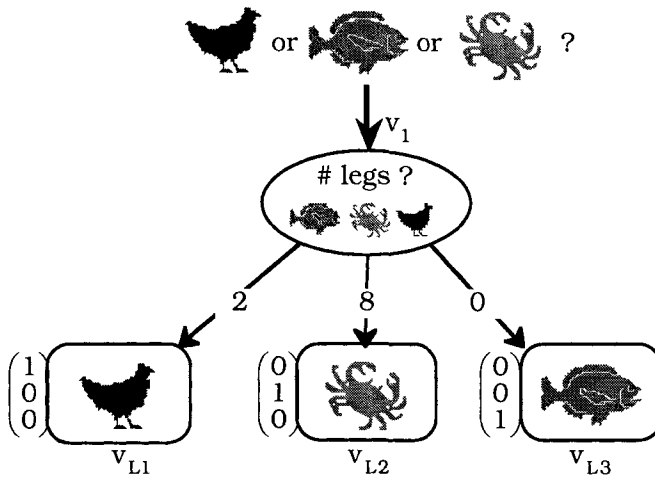 or or ?
v1
# legs ?
2 8 0
(1 0 0) (0 1 0) (0 0 1)
vL1 vL2 vL3